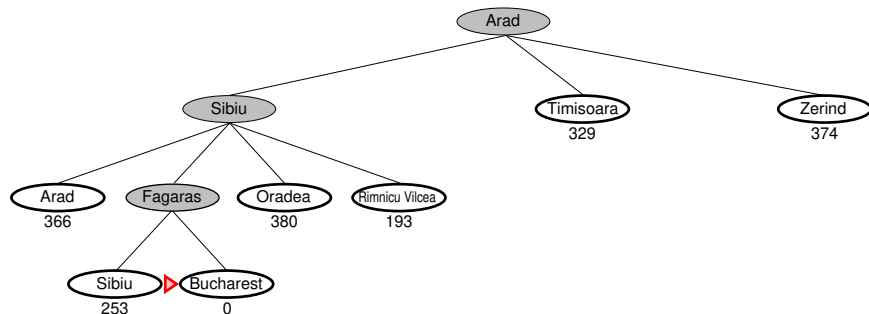 Arad
Sibiu Timisoara Zerind
329 374
Arad Fagaras Oradea Rimnicu Vilcea
366 380 193
Sibiu Bucharest
253 0